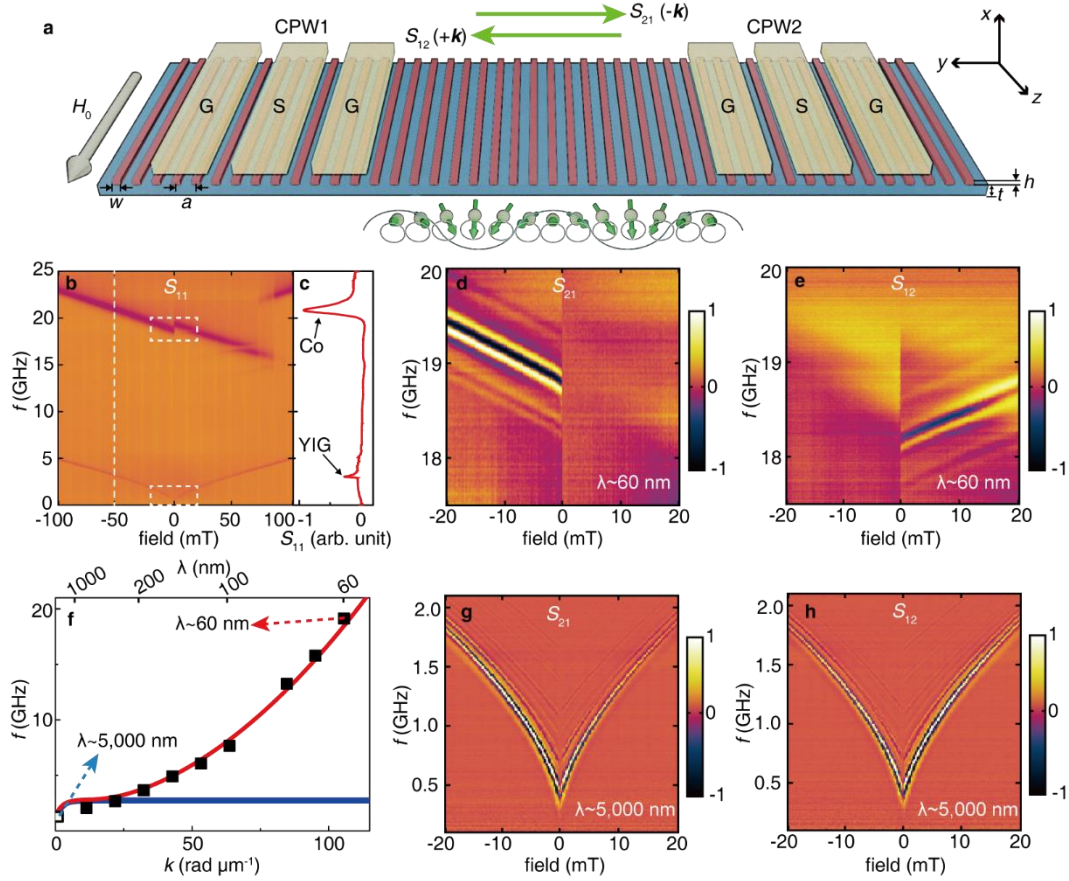 a
CPW1
S₁₂ (+k)
S₂₁ (-k)
CPW2
x
y
z
H₀
G
S
G
G
S
G
w
a
h
t
b
S₁₁
25
20
15
10
5
0
f (GHz)
-100
-50
0
50
100
field (mT)
c
Co
YIG
-1
0
S₁₁ (arb. unit)
d
S₂₁
20
19
18
f (GHz)
λ~60 nm
-20
-10
0
10
20
field (mT)
1
0
-1
e
S₁₂
20
19
18
f (GHz)
λ~60 nm
-20
-10
0
10
20
field (mT)
1
0
-1
λ (nm)
1000
200
100
60
f
20
10
f (GHz)
λ~60 nm
λ~5,000 nm
0
25
50
75
100
k (rad µm⁻¹)
g
S₂₁
2.0
1.5
1.0
0.5
f (GHz)
λ~5,000 nm
-20
-10
0
10
20
field (mT)
1
0
-1
h
S₁₂
2.0
1.5
1.0
0.5
f (GHz)
λ~5,000 nm
-20
-10
0
10
20
field (mT)
1
0
-1